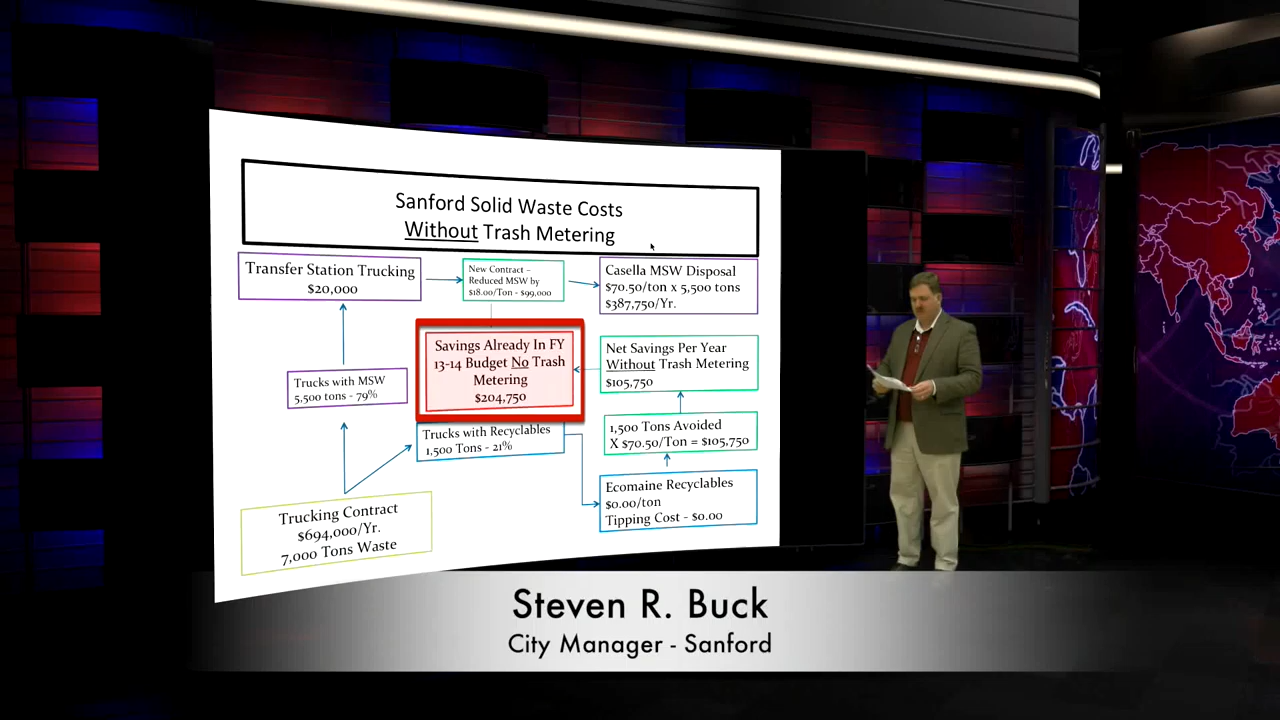 Sanford Solid Waste Costs
Without Trash Metering
Transfer Station Trucking
$20,000
New Contract –
Reduced MSW by
$18.00/Ton - $99,000
Casella MSW Disposal
$70.50/ton x 5,500 tons
$387,750/Yr.
Savings Already In FY
13-14 Budget No Trash
Metering
$204,750
Net Savings Per Year
Without Trash Metering
$105,750
Trucks with MSW
5,500 tons - 79%
Trucks with Recyclables
1,500 Tons - 21%
1,500 Tons Avoided
X $70.50/Ton = $105,750
Ecomaine Recyclables
$0.00/ton
Tipping Cost - $0.00
Trucking Contract
$694,000/Yr.
7,000 Tons Waste
Steven R. Buck
City Manager - Sanford